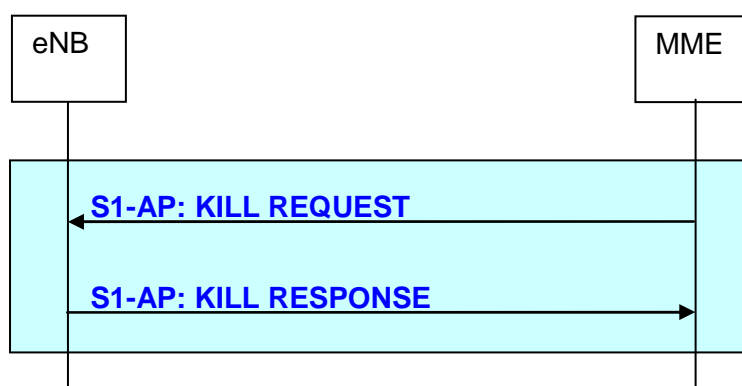 eNB
MME
S1-AP: KILL REQUEST
S1-AP: KILL RESPONSE